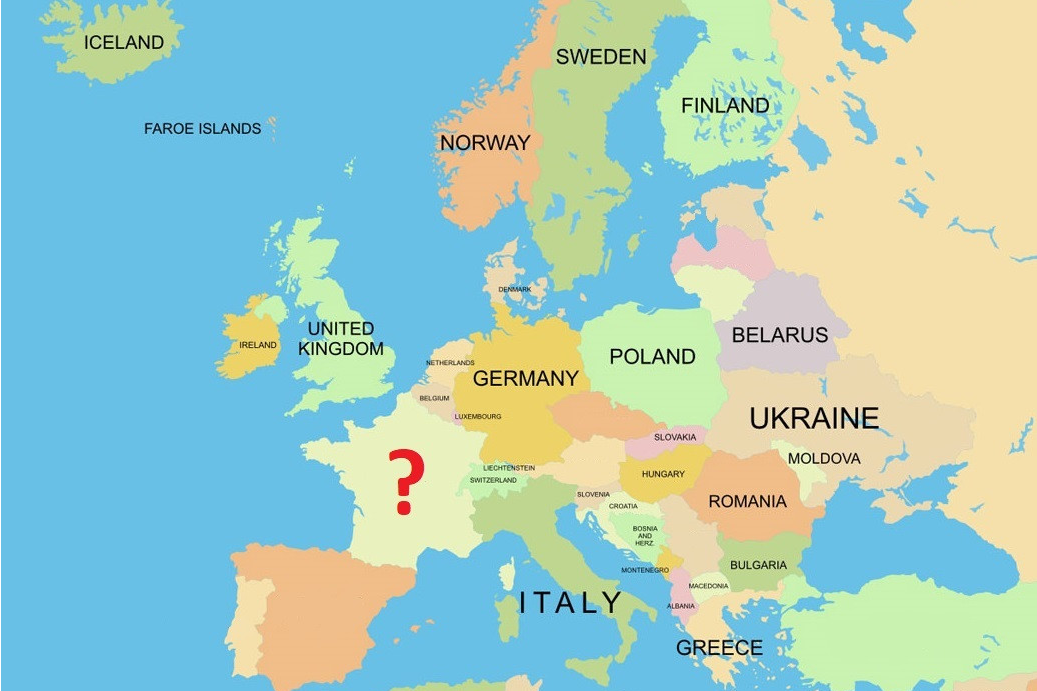 ICELAND
SWEDEN
FINLAND
FAROE ISLANDS
NORWAY
DENMARK
UNITED
KINGDOM
IRELAND
BELARUS
POLAND
NETHERLANDS
GERMANY
BELGIUM
LUXEMBOURG
UKRAINE
SLOVAKIA
MOLDOVA
?
LIECHTENSTEIN
SWITZERLAND
HUNGARY
SLOVENIA
ROMANIA
CROATIA
BOSNIA
AND
HERZ.
BULGARIA
MONTENEGRO
MACEDONIA
ITALY
ALBANIA
GREECE